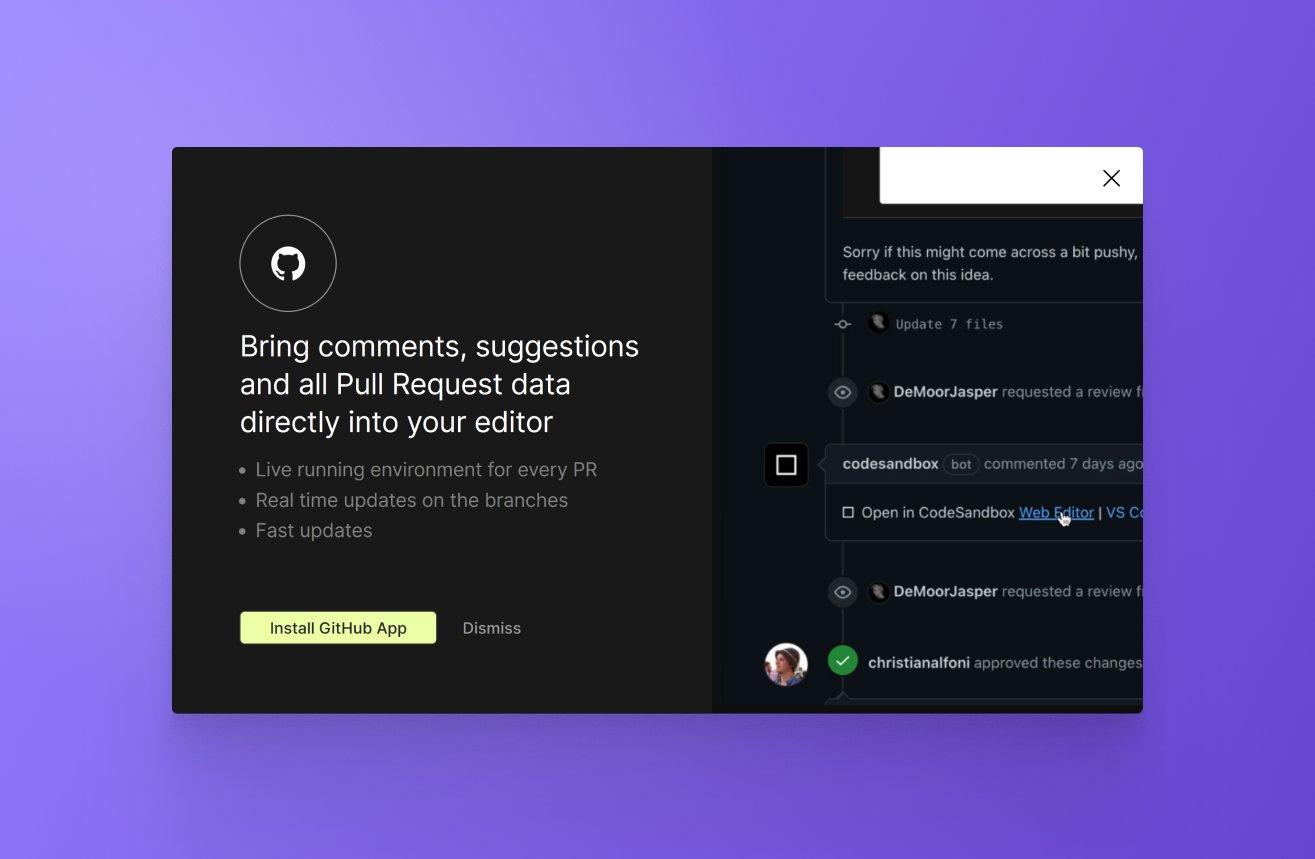 Bring comments, suggestions
and all Pull Request data
directly into your editor
Live running environment for every PR
Real time updates on the branches
Fast updates
Install GitHub App
Dismiss
Sorry if this might come across a bit pushy,
feedback on this idea.
Update 7 files
DeMoorJasper requested a review
codesandbox bot commented 7 days ago
Open in CodeSandbox Web Editor | VS
DeMoorJasper requested a review
christianalfoni approved these changes